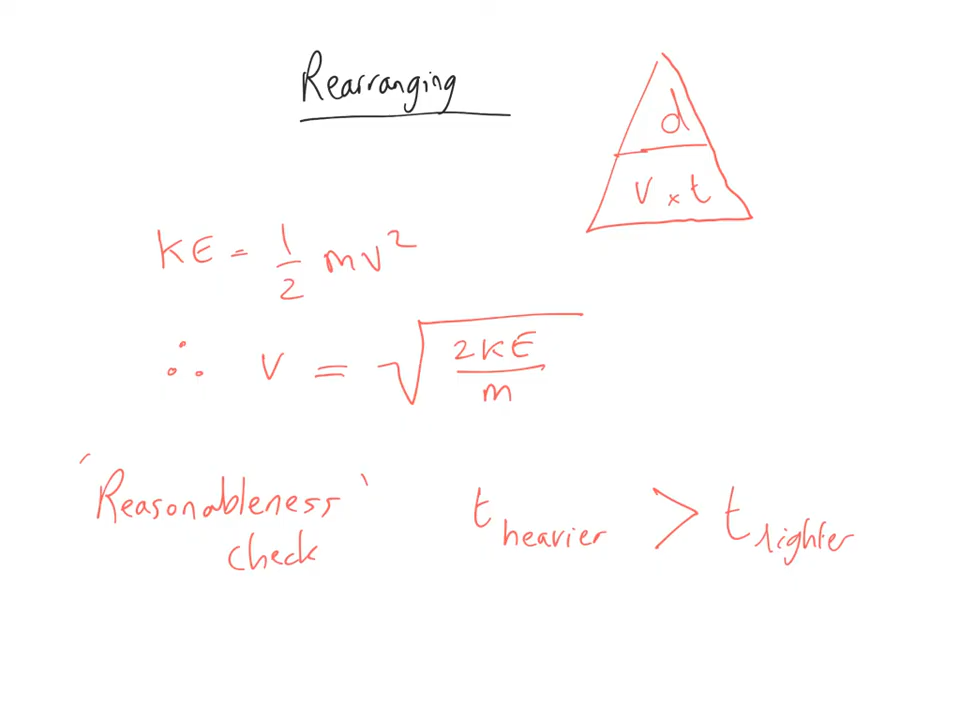 Rearranging
d
v × t
KE = 1/2 mv²
∴ v = √(2KE/m)
'Reasonableness' check
t heavier > t lighter